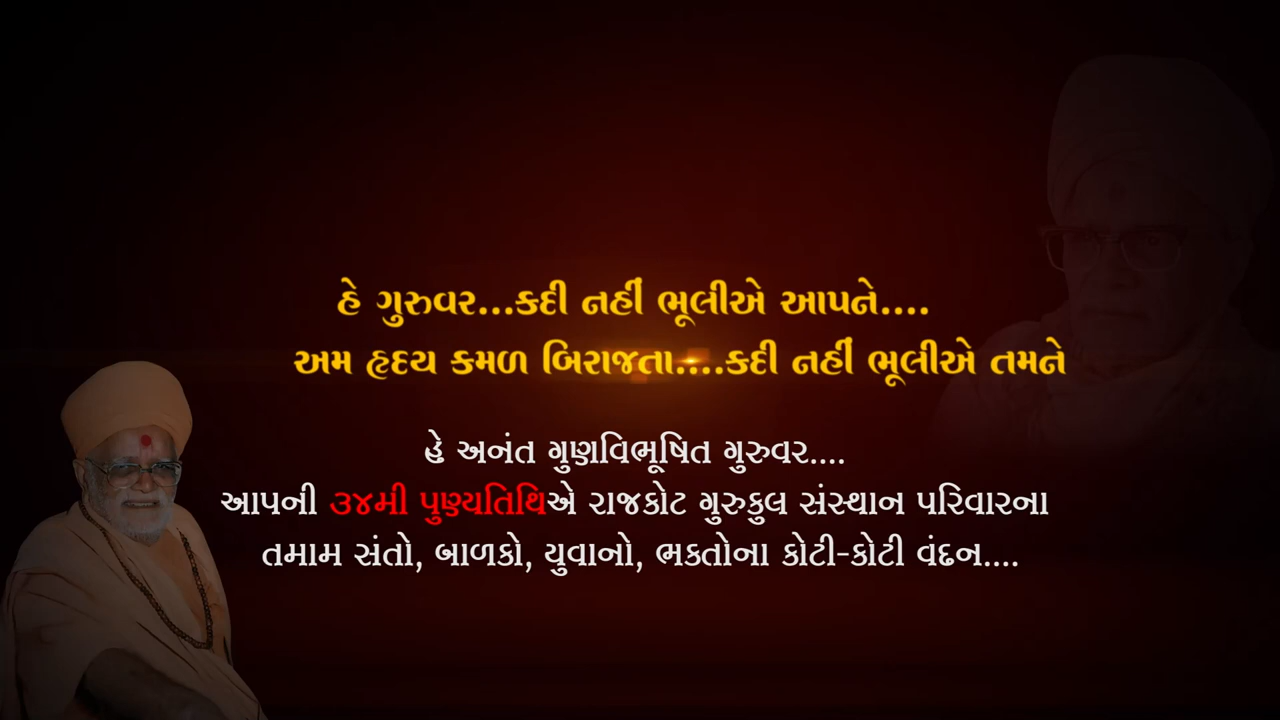 હે ગુરુવર...કદી નહીં ભૂલીએ આપને....
અમ હૃદય કમળ બિરાજતા....કદી નહીં ભૂલીએ તમને
હે અનંત ગુણવિભૂષિત ગુરુવર....
આપની ૩૪મી પુણ્યતિથિએ રાજકોટ ગુરુકુલ સંસ્થાન પરિવારના
તમામ સંતો, બાળકો, યુવાનો, ભક્તોના કોટી-કોટી વંદન....